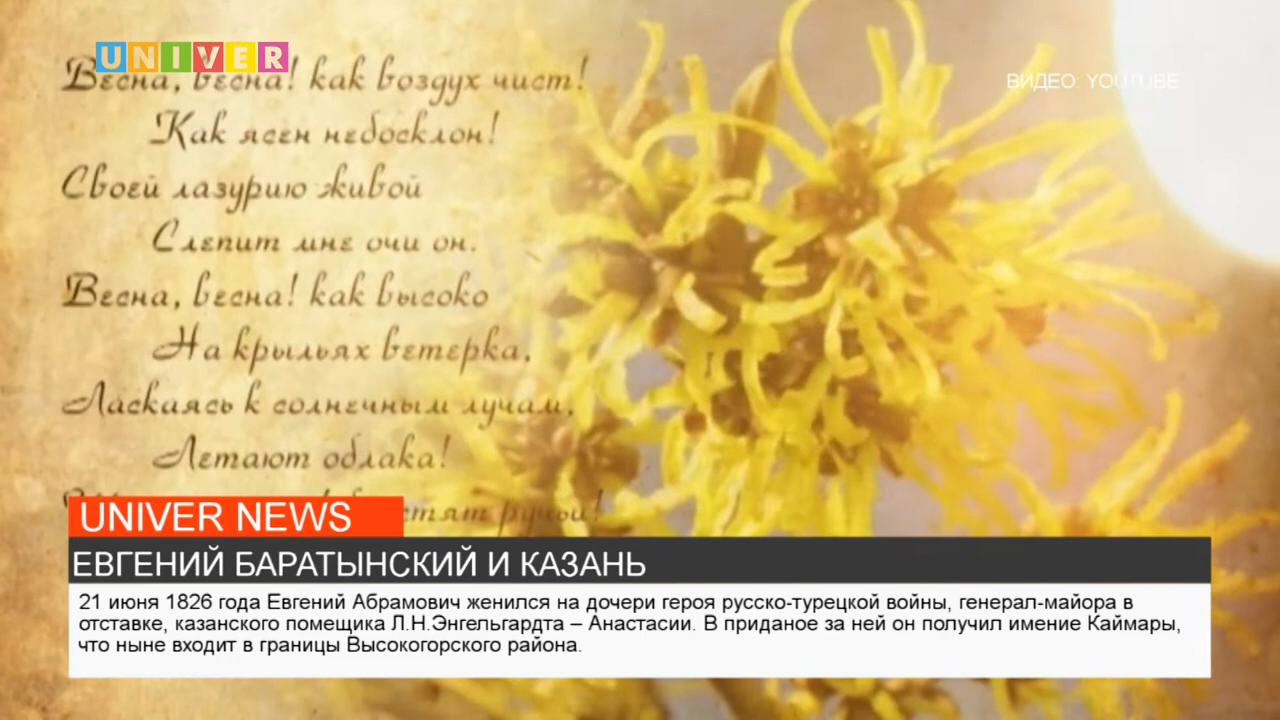 UNIVER
ВИДЕО: YOUTUBE
Весна, весна! как воздух чист!
Как ясен небосклон!
Своей лазурию живой
Слепит мне очи он.
Весна, весна! как высоко
На крыльях ветерка,
Ласкаясь к солнечным лучам,
Летают облака!
ручьи!
UNIVER NEWS
ЕВГЕНИЙ БАРАТЫНСКИЙ И КАЗАНЬ
21 июня 1826 года Евгений Абрамович женился на дочери героя русско-турецкой войны, генерал-майора в
отставке, казанского помещика Л.Н.Энгельгардта – Анастасии. В приданое за ней он получил имение Каймары,
что ныне входит в границы Высокогорского района.